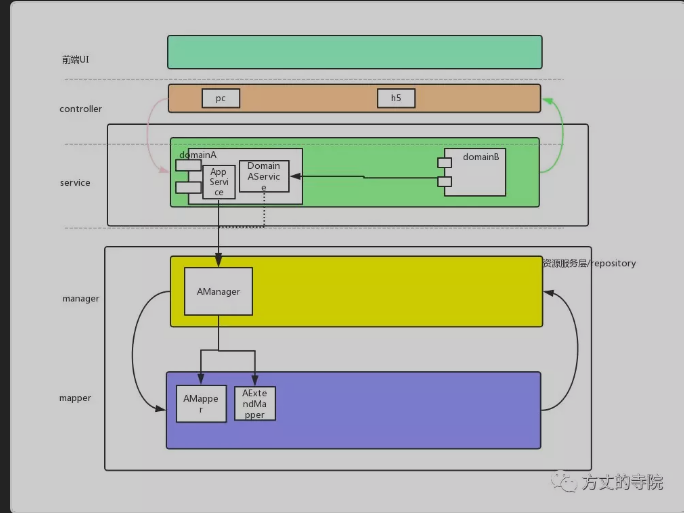 前端UI
controller
pc
h5
service
domainA
App
Servi
ce
Domain
AServic
e
domainB
资源服务层/repository
manager
AManager
mapper
AMappe
r
AExte
ndMa
pper
方丈的寺院